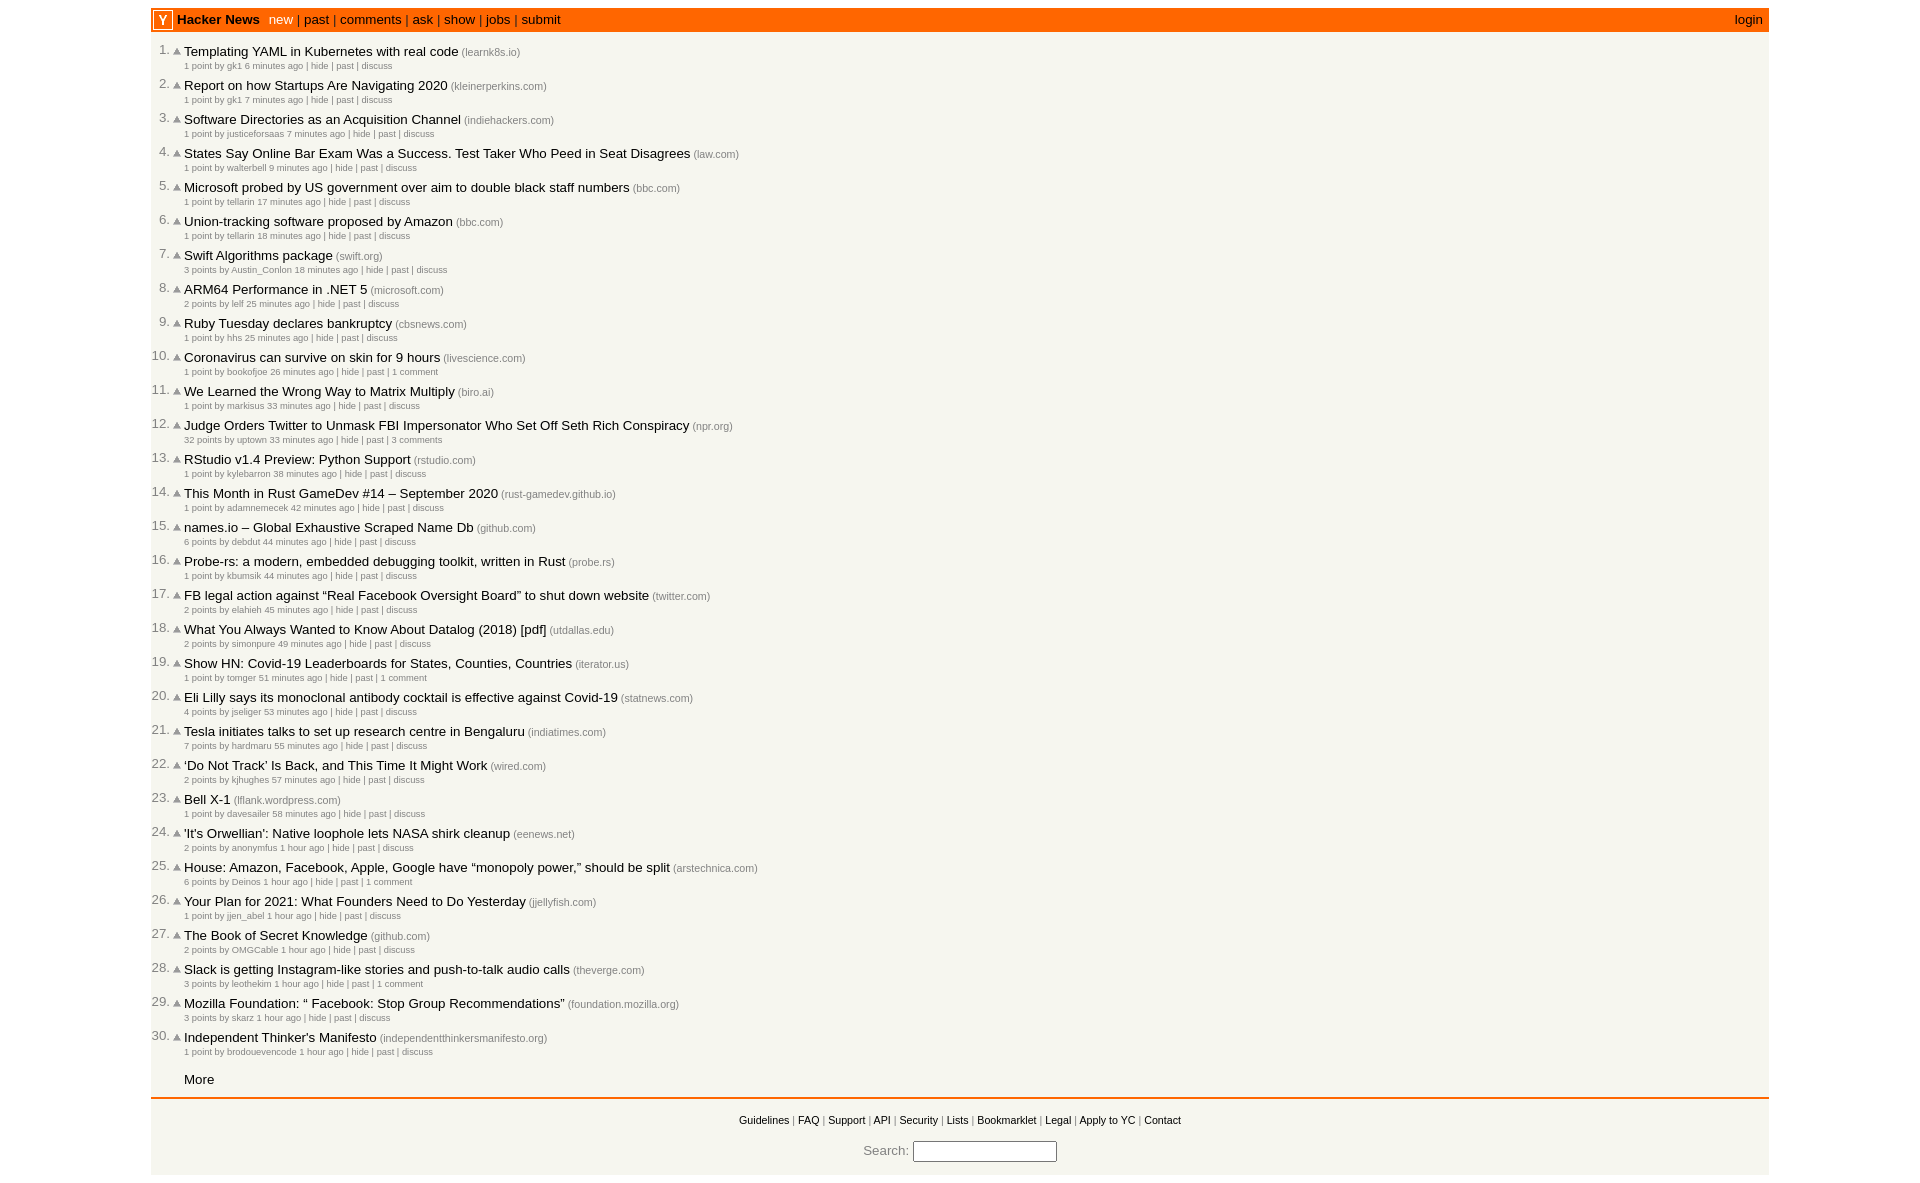 Y Hacker News new | past | comments | ask | show | jobs | submit login
1. Templating YAML in Kubernetes with real code (learnk8s.io)
1 point by gk1 6 minutes ago | hide | past | discuss
2. Report on how Startups Are Navigating 2020 (kleinerperkins.com)
1 point by gk1 7 minutes ago | hide | past | discuss
3. Software Directories as an Acquisition Channel (indiehackers.com)
1 point by justiceforsaas 7 minutes ago | hide | past | discuss
4. States Say Online Bar Exam Was a Success. Test Taker Who Peed in Seat Disagrees (law.com)
1 point by walterbell 9 minutes ago | hide | past | discuss
5. Microsoft probed by US government over aim to double black staff numbers (bbc.com)
1 point by tellarin 17 minutes ago | hide | past | discuss
6. Union-tracking software proposed by Amazon (bbc.com)
1 point by tellarin 18 minutes ago | hide | past | discuss
7. Swift Algorithms package (swift.org)
3 points by Austin_Conlon 18 minutes ago | hide | past | discuss
8. ARM64 Performance in .NET 5 (microsoft.com)
2 points by lelf 25 minutes ago | hide | past | discuss
9. Ruby Tuesday declares bankruptcy (cbsnews.com)
1 point by hhs 25 minutes ago | hide | past | discuss
10. Coronavirus can survive on skin for 9 hours (livescience.com)
1 point by bookofjoe 26 minutes ago | hide | past | 1 comment
11. We Learned the Wrong Way to Matrix Multiply (biro.ai)
1 point by markisus 33 minutes ago | hide | past | discuss
12. Judge Orders Twitter to Unmask FBI Impersonator Who Set Off Seth Rich Conspiracy (npr.org)
32 points by uptown 33 minutes ago | hide | past | 3 comments
13. RStudio v1.4 Preview: Python Support (rstudio.com)
1 point by kylebarron 38 minutes ago | hide | past | discuss
14. This Month in Rust GameDev #14 – September 2020 (rust-gamedev.github.io)
1 point by adamnemecek 42 minutes ago | hide | past | discuss
15. names.io – Global Exhaustive Scraped Name Db (github.com)
6 points by debdut 44 minutes ago | hide | past | discuss
16. Probe-rs: a modern, embedded debugging toolkit, written in Rust (probe.rs)
1 point by kbumsik 44 minutes ago | hide | past | discuss
17. FB legal action against “Real Facebook Oversight Board” to shut down website (twitter.com)
2 points by elahieh 45 minutes ago | hide | past | discuss
18. What You Always Wanted to Know About Datalog (2018) [pdf] (utdallas.edu)
2 points by simonpure 49 minutes ago | hide | past | discuss
19. Show HN: Covid-19 Leaderboards for States, Counties, Countries (iterator.us)
1 point by tomger 51 minutes ago | hide | past | 1 comment
20. Eli Lilly says its monoclonal antibody cocktail is effective against Covid-19 (statnews.com)
4 points by jseliger 53 minutes ago | hide | past | discuss
21. Tesla initiates talks to set up research centre in Bengaluru (indiatimes.com)
7 points by hardmaru 55 minutes ago | hide | past | discuss
22. ‘Do Not Track’ Is Back, and This Time It Might Work (wired.com)
2 points by kjhughes 57 minutes ago | hide | past | discuss
23. Bell X-1 (lflank.wordpress.com)
1 point by davesailer 58 minutes ago | hide | past | discuss
24. 'It's Orwellian': Native loophole lets NASA shirk cleanup (eenews.net)
2 points by anonymfus 1 hour ago | hide | past | discuss
25. House: Amazon, Facebook, Apple, Google have “monopoly power,” should be split (arstechnica.com)
6 points by Deinos 1 hour ago | hide | past | 1 comment
26. Your Plan for 2021: What Founders Need to Do Yesterday (jjellyfish.com)
1 point by jjen_abel 1 hour ago | hide | past | discuss
27. The Book of Secret Knowledge (github.com)
2 points by OMGCable 1 hour ago | hide | past | discuss
28. Slack is getting Instagram-like stories and push-to-talk audio calls (theverge.com)
3 points by leothekim 1 hour ago | hide | past | 1 comment
29. Mozilla Foundation: “ Facebook: Stop Group Recommendations” (foundation.mozilla.org)
3 points by skarz 1 hour ago | hide | past | discuss
30. Independent Thinker's Manifesto (independentthinkersmanifesto.org)
1 point by brodouevencode 1 hour ago | hide | past | discuss
More
Guidelines | FAQ | Support | API | Security | Lists | Bookmarklet | Legal | Apply to YC | Contact
Search: